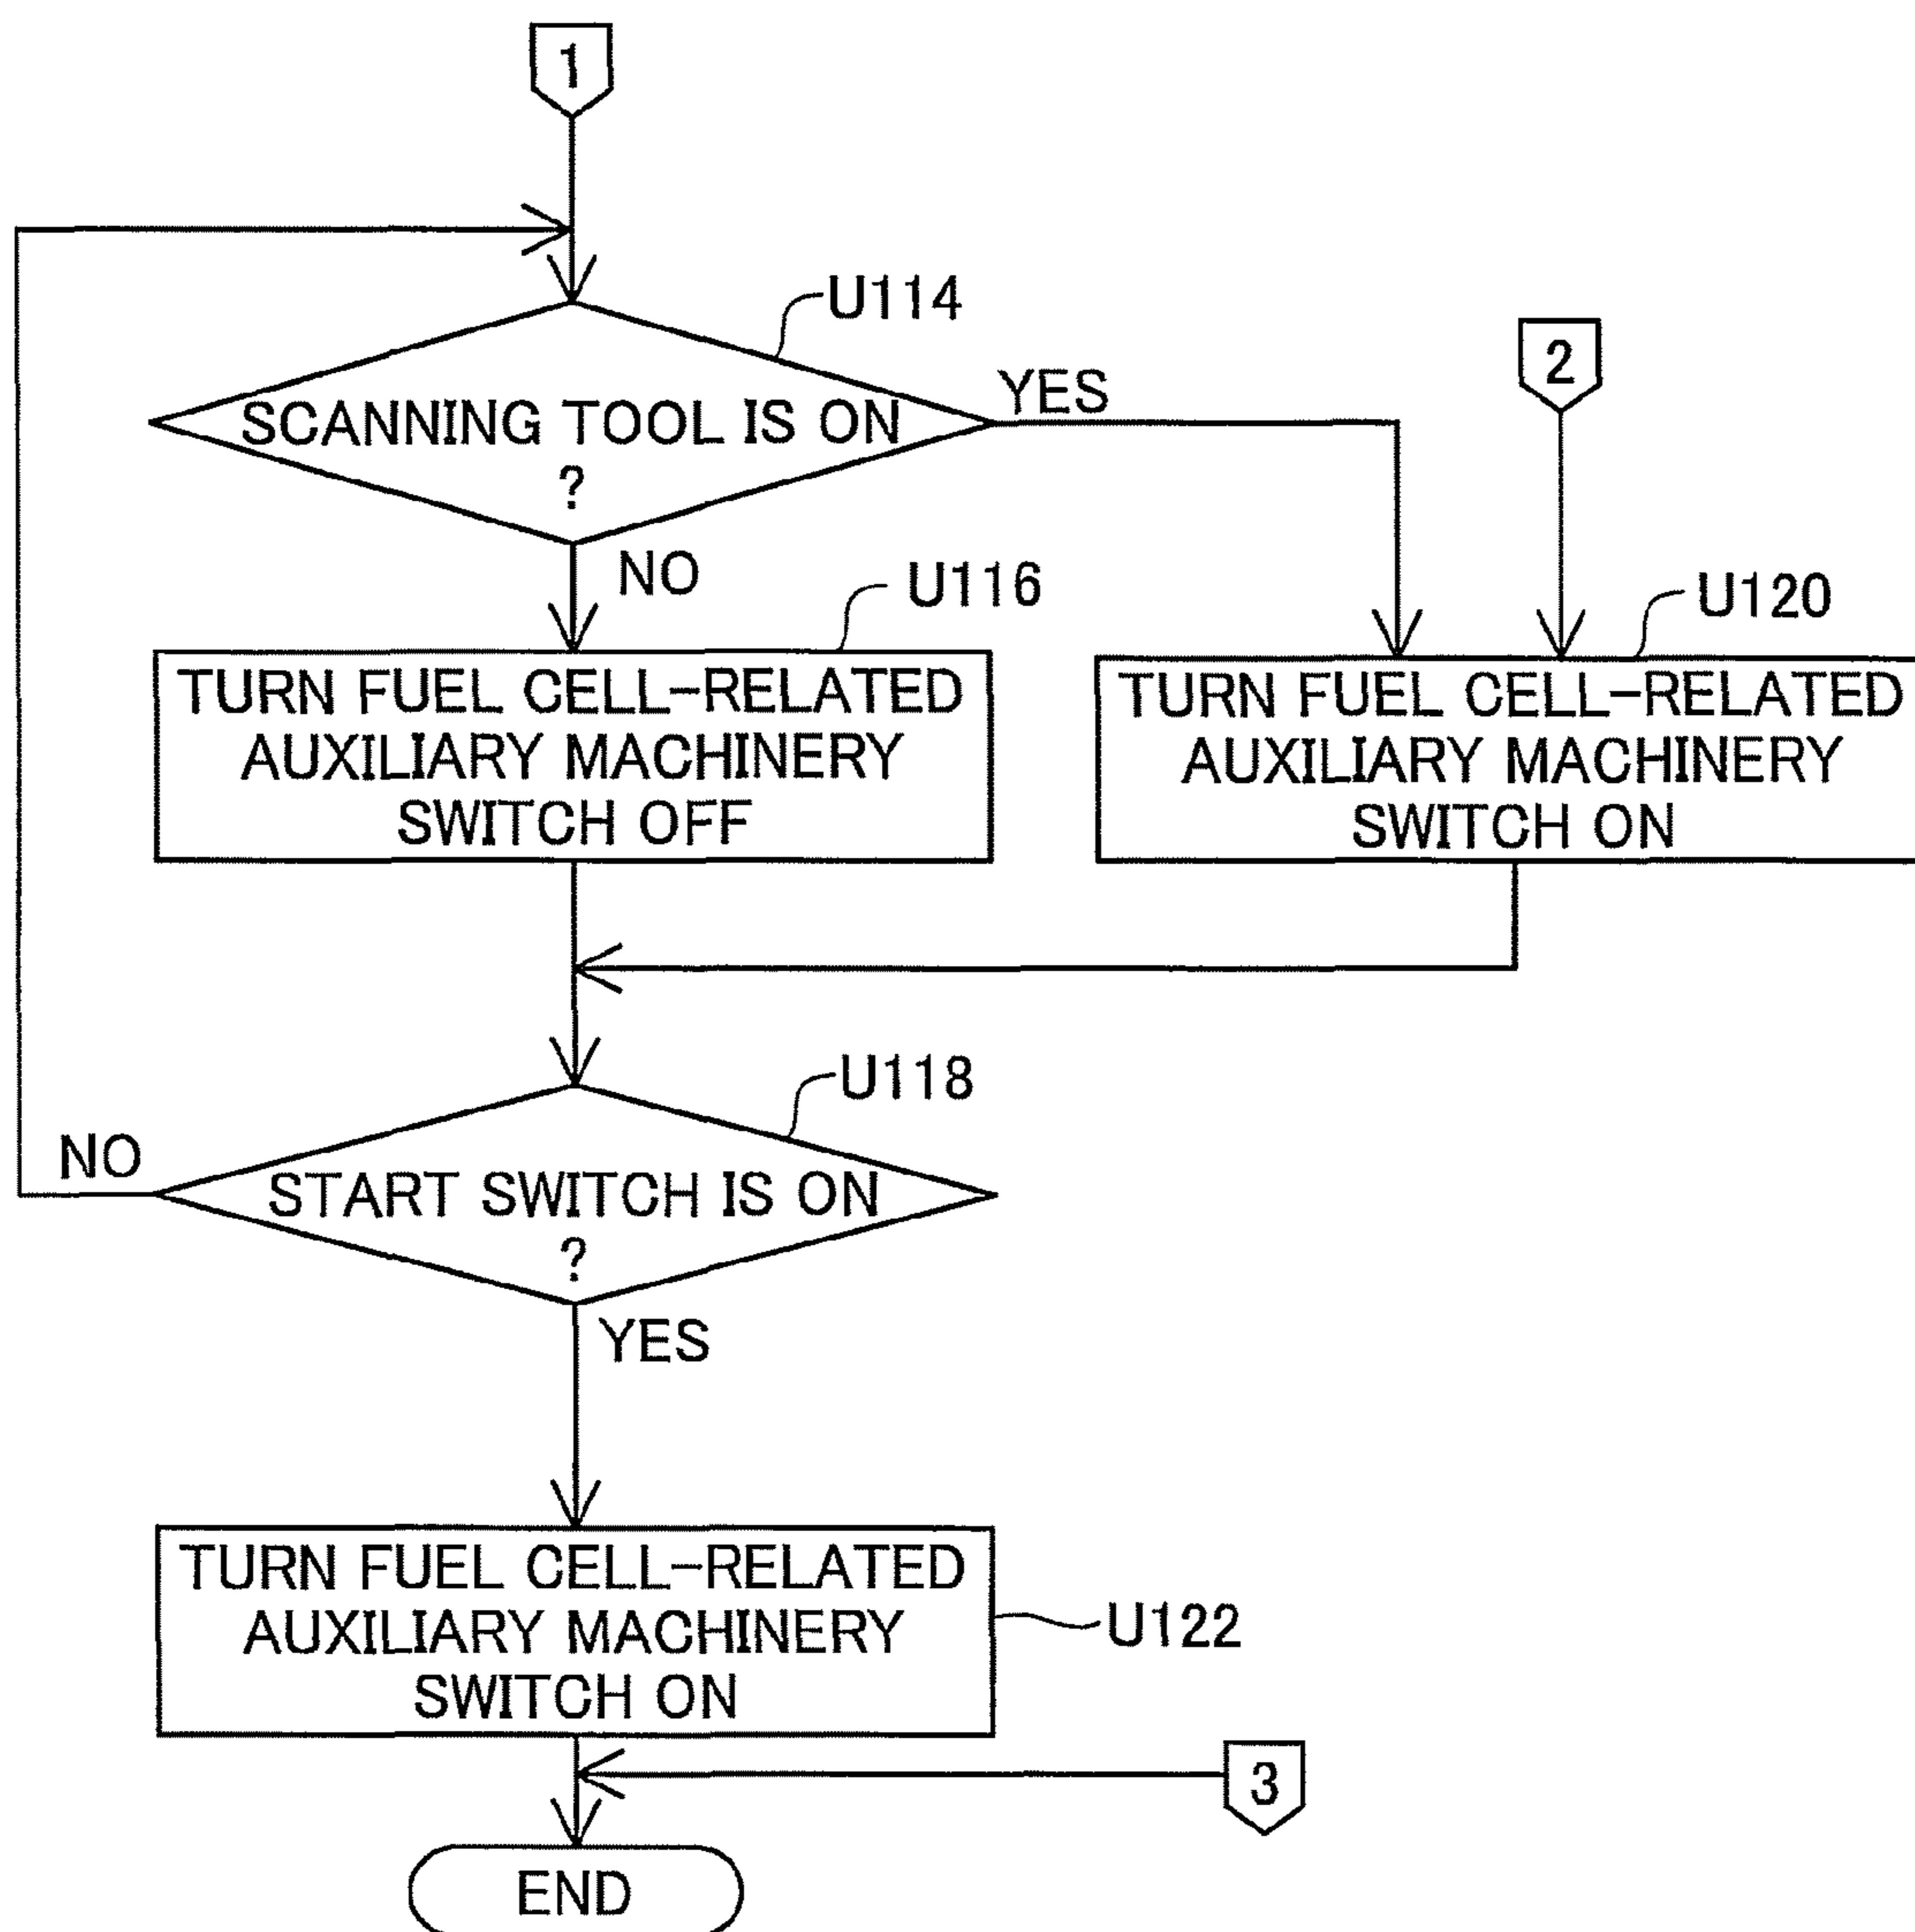 1
U114
2
SCANNING TOOL IS ON
?
YES
NO
U116
U120
TURN FUEL CELL-RELATED
AUXILIARY MACHINERY
SWITCH OFF
TURN FUEL CELL-RELATED
AUXILIARY MACHINERY
SWITCH ON
U118
NO
START SWITCH IS ON
?
YES
TURN FUEL CELL-RELATED
AUXILIARY MACHINERY
SWITCH ON
U122
3
END